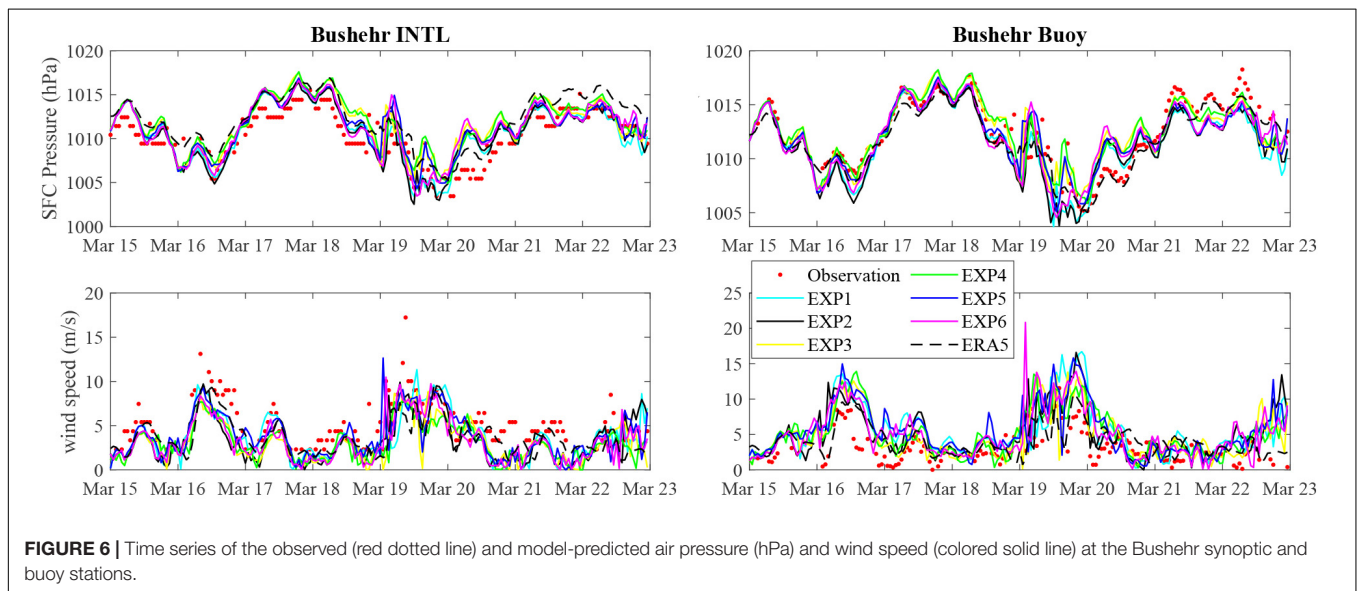 Bushehr INTL
Bushehr Buoy
SFC Pressure (hPa)
1020
1015
1010
1005
1000
Mar 15 Mar 16 Mar 17 Mar 18 Mar 19 Mar 20 Mar 21 Mar 22 Mar 23
1020
1015
1010
1005
Mar 15 Mar 16 Mar 17 Mar 18 Mar 19 Mar 20 Mar 21 Mar 22 Mar 23
wind speed (m/s)
20
15
10
5
0
Mar 15 Mar 16 Mar 17 Mar 18 Mar 19 Mar 20 Mar 21 Mar 22 Mar 23
25
20
15
10
5
0
Mar 15 Mar 16 Mar 17 Mar 18 Mar 19 Mar 20 Mar 21 Mar 22 Mar 23
Observation
EXP1
EXP2
EXP3
EXP4
EXP5
EXP6
ERA5
FIGURE 6 | Time series of the observed (red dotted line) and model-predicted air pressure (hPa) and wind speed (colored solid line) at the Bushehr synoptic and
buoy stations.